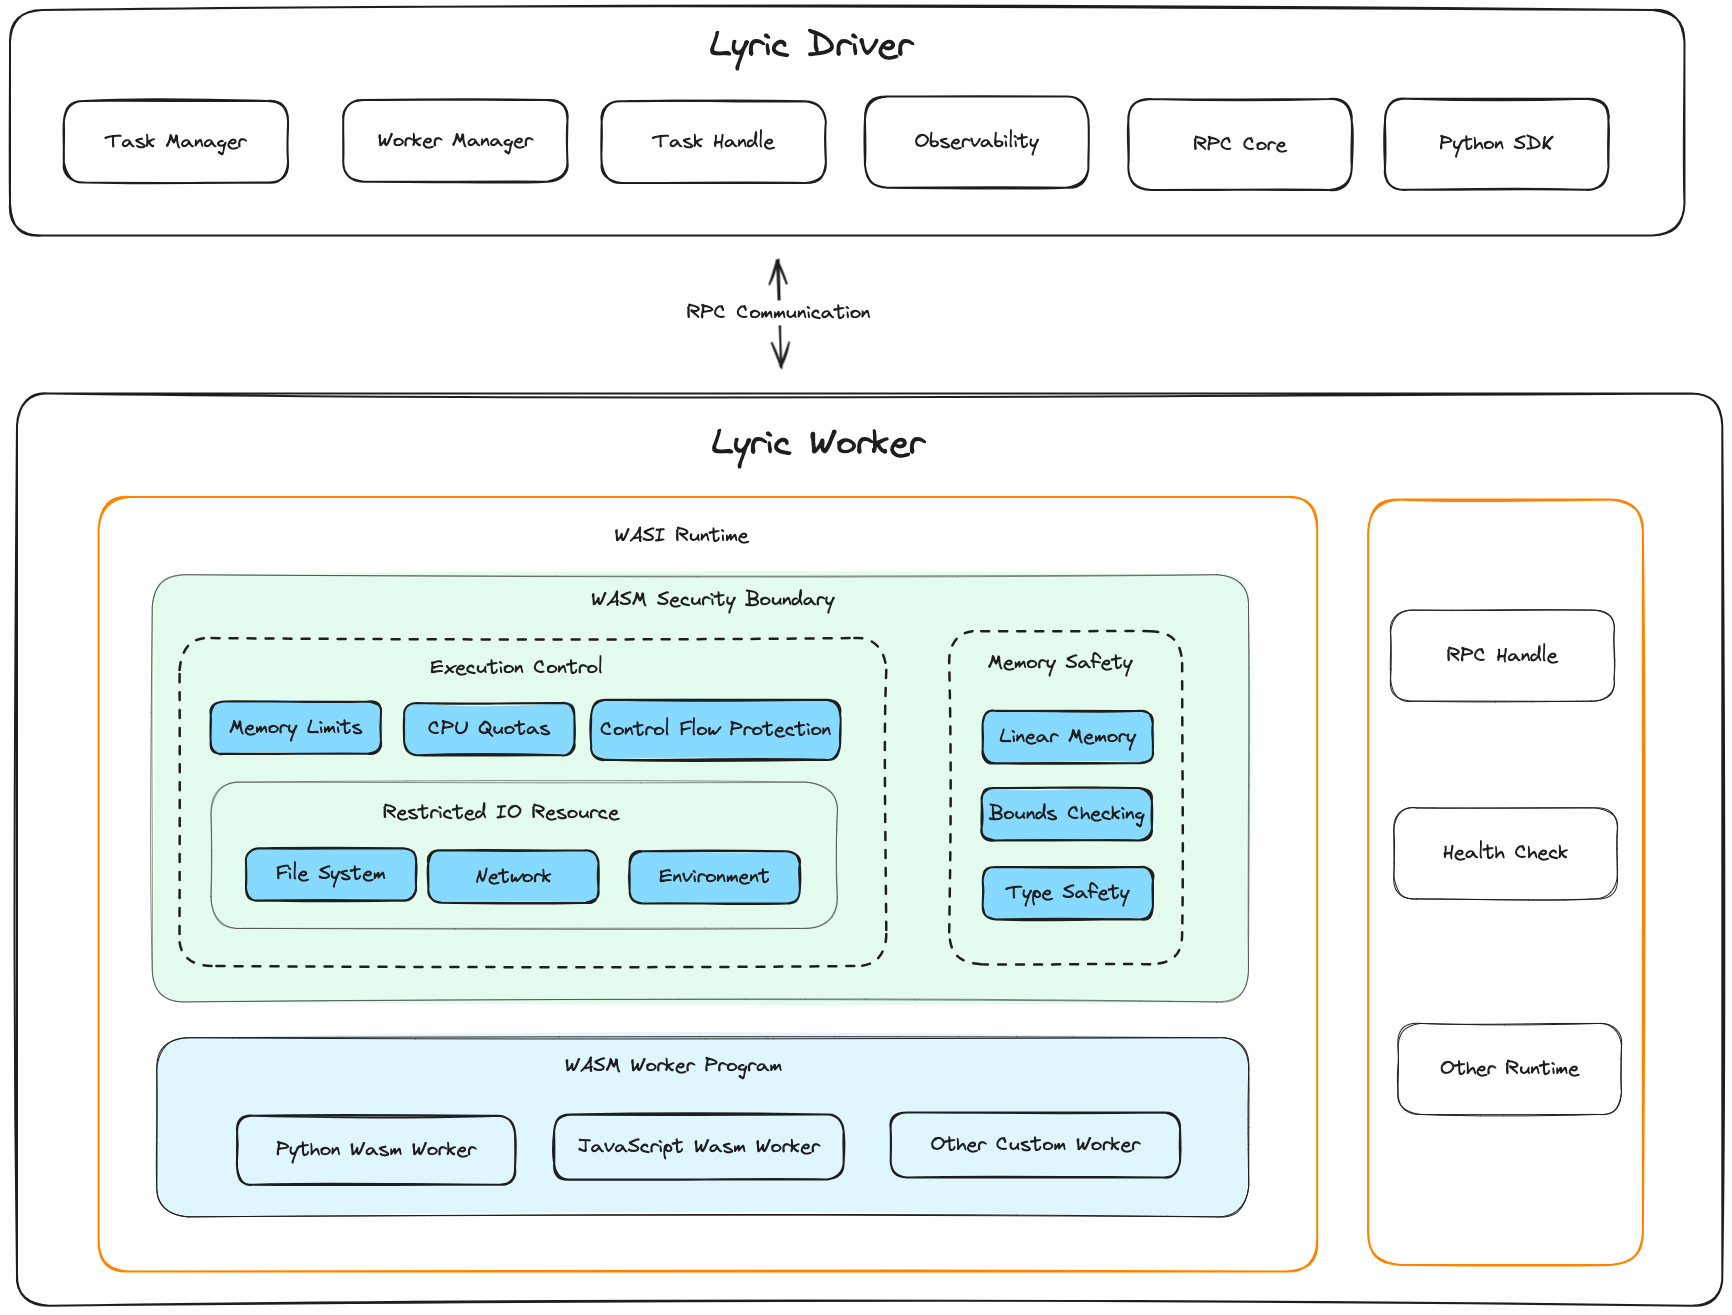 Lyric Driver
Task Manager
Worker Manager
Task Handle
Observability
RPC Core
Python SDK
RPC Communication
Lyric Worker
WASI Runtime
WASM Security Boundary
Execution Control
Memory Limits
CPU Quotas
Control Flow Protection
Restricted IO Resource
File System
Network
Environment
Memory Safety
Linear Memory
Bounds Checking
Type Safety
WASM Worker Program
Python Wasm Worker
JavaScript Wasm Worker
Other Custom Worker
RPC Handle
Health Check
Other Runtime